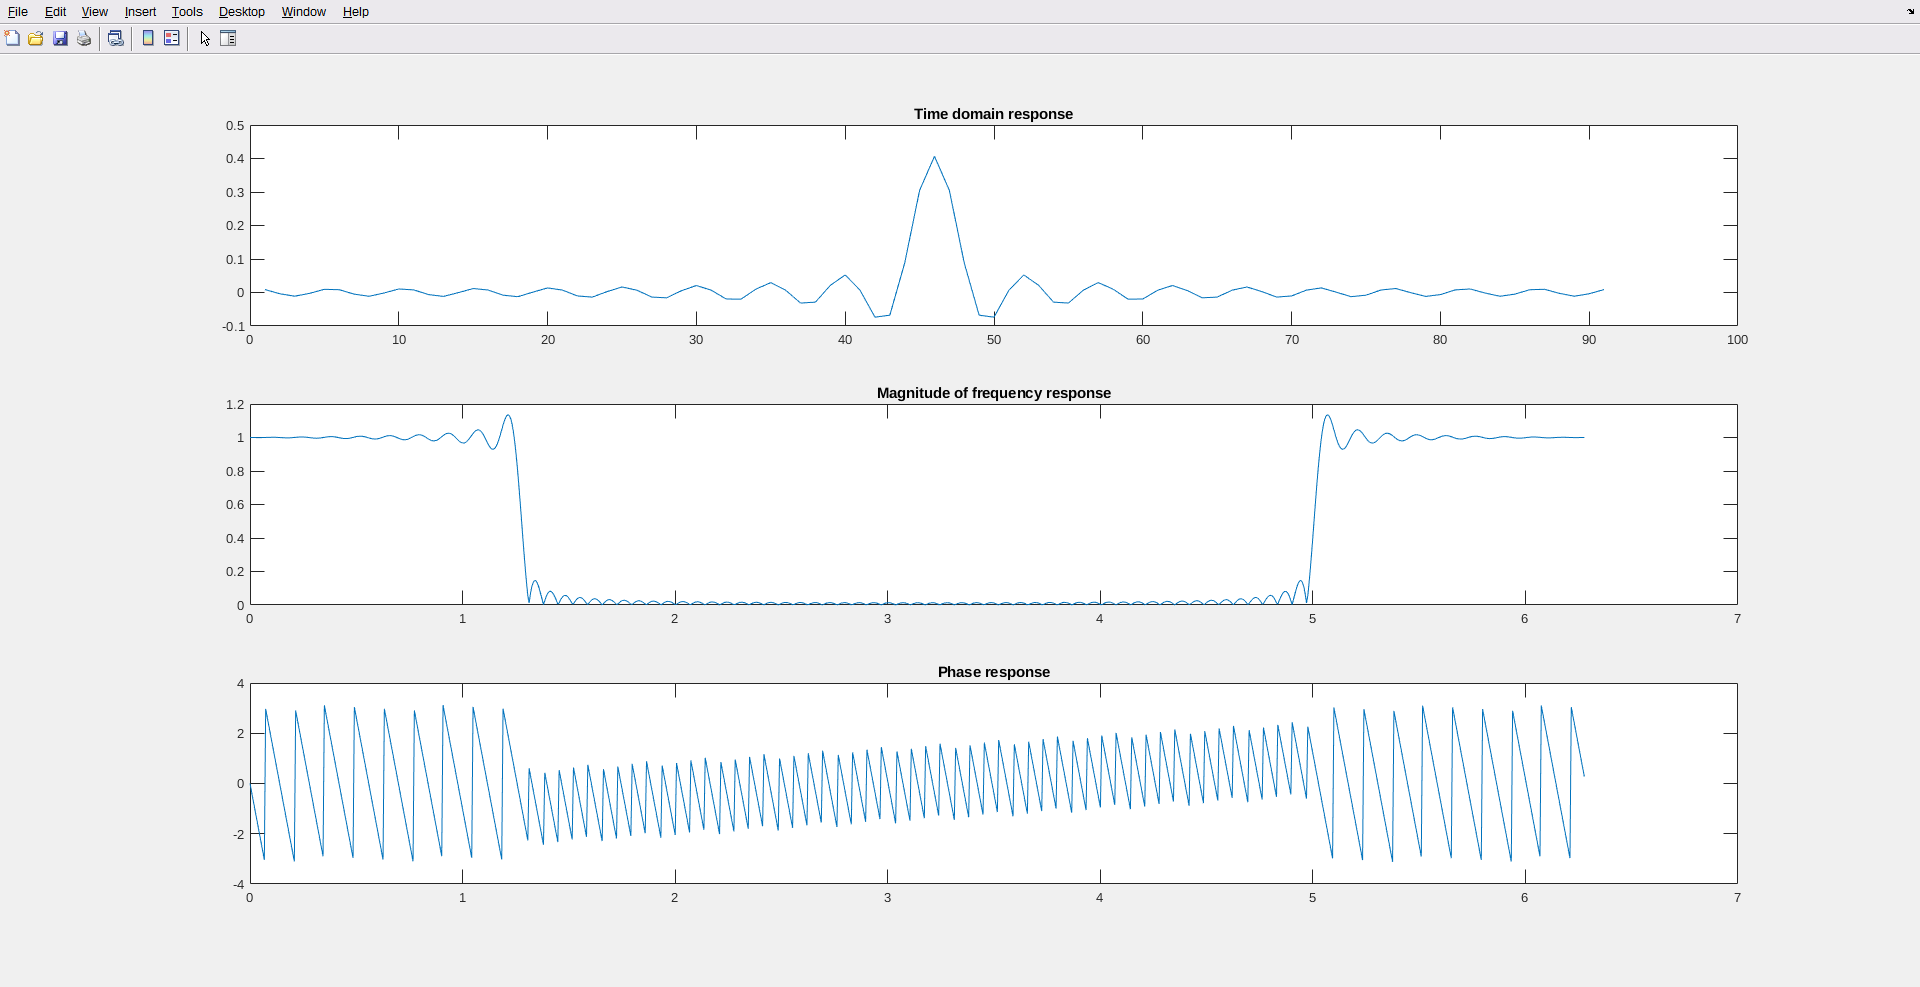 File Edit View Insert Tools Desktop Window Help
Time domain response
0.5
0.4
0.3
0.2
0.1
0
-0.1
0 10 20 30 40 50 60 70 80 90 100
Magnitude of frequency response
1.2
1
0.8
0.6
0.4
0.2
0
0 1 2 3 4 5 6 7
Phase response
4
2
0
-2
-4
0 1 2 3 4 5 6 7